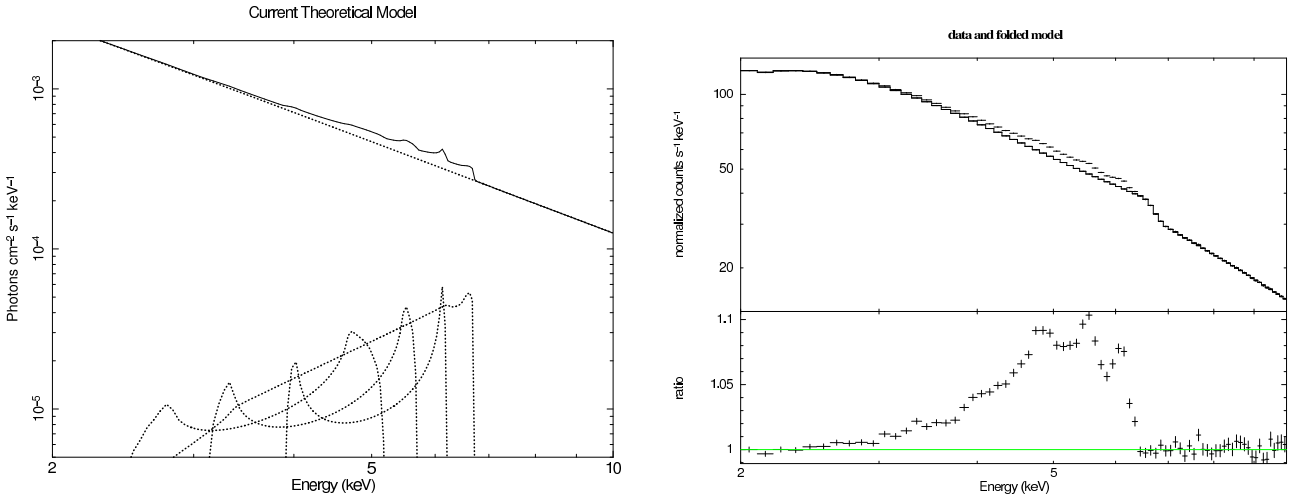 Current Theoretical Model
Photons cm−2 s−1 keV−1
10−3
10−4
10−5
2
5
10
Energy (keV)
data and folded model
normalized counts s−1 keV−1
100
50
20
ratio
1.1
1.05
1
2
5
Energy (keV)